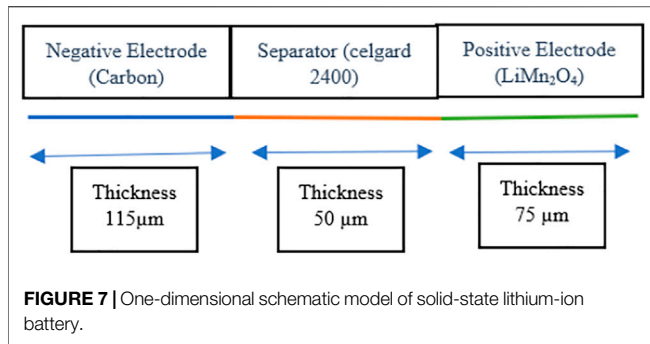 Negative Electrode
(Carbon)
Separator (celgard
2400)
Positive Electrode
(LiMn₂O₄)
Thickness
115μm
Thickness
50 μm
Thickness
75 μm
FIGURE 7 | One-dimensional schematic model of solid-state lithium-ion
battery.